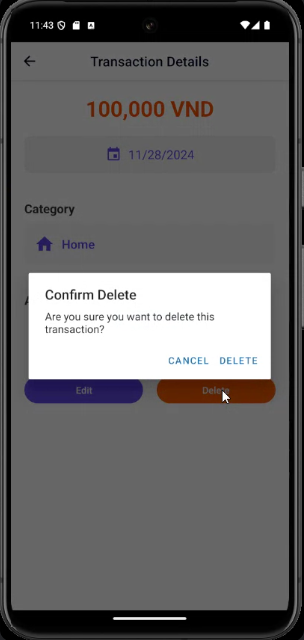 11:43
Transaction Details
100,000 VND
11/28/2024
Category
Home
A
Confirm Delete
Are you sure you want to delete this
transaction?
CANCEL DELETE
Edit Delete